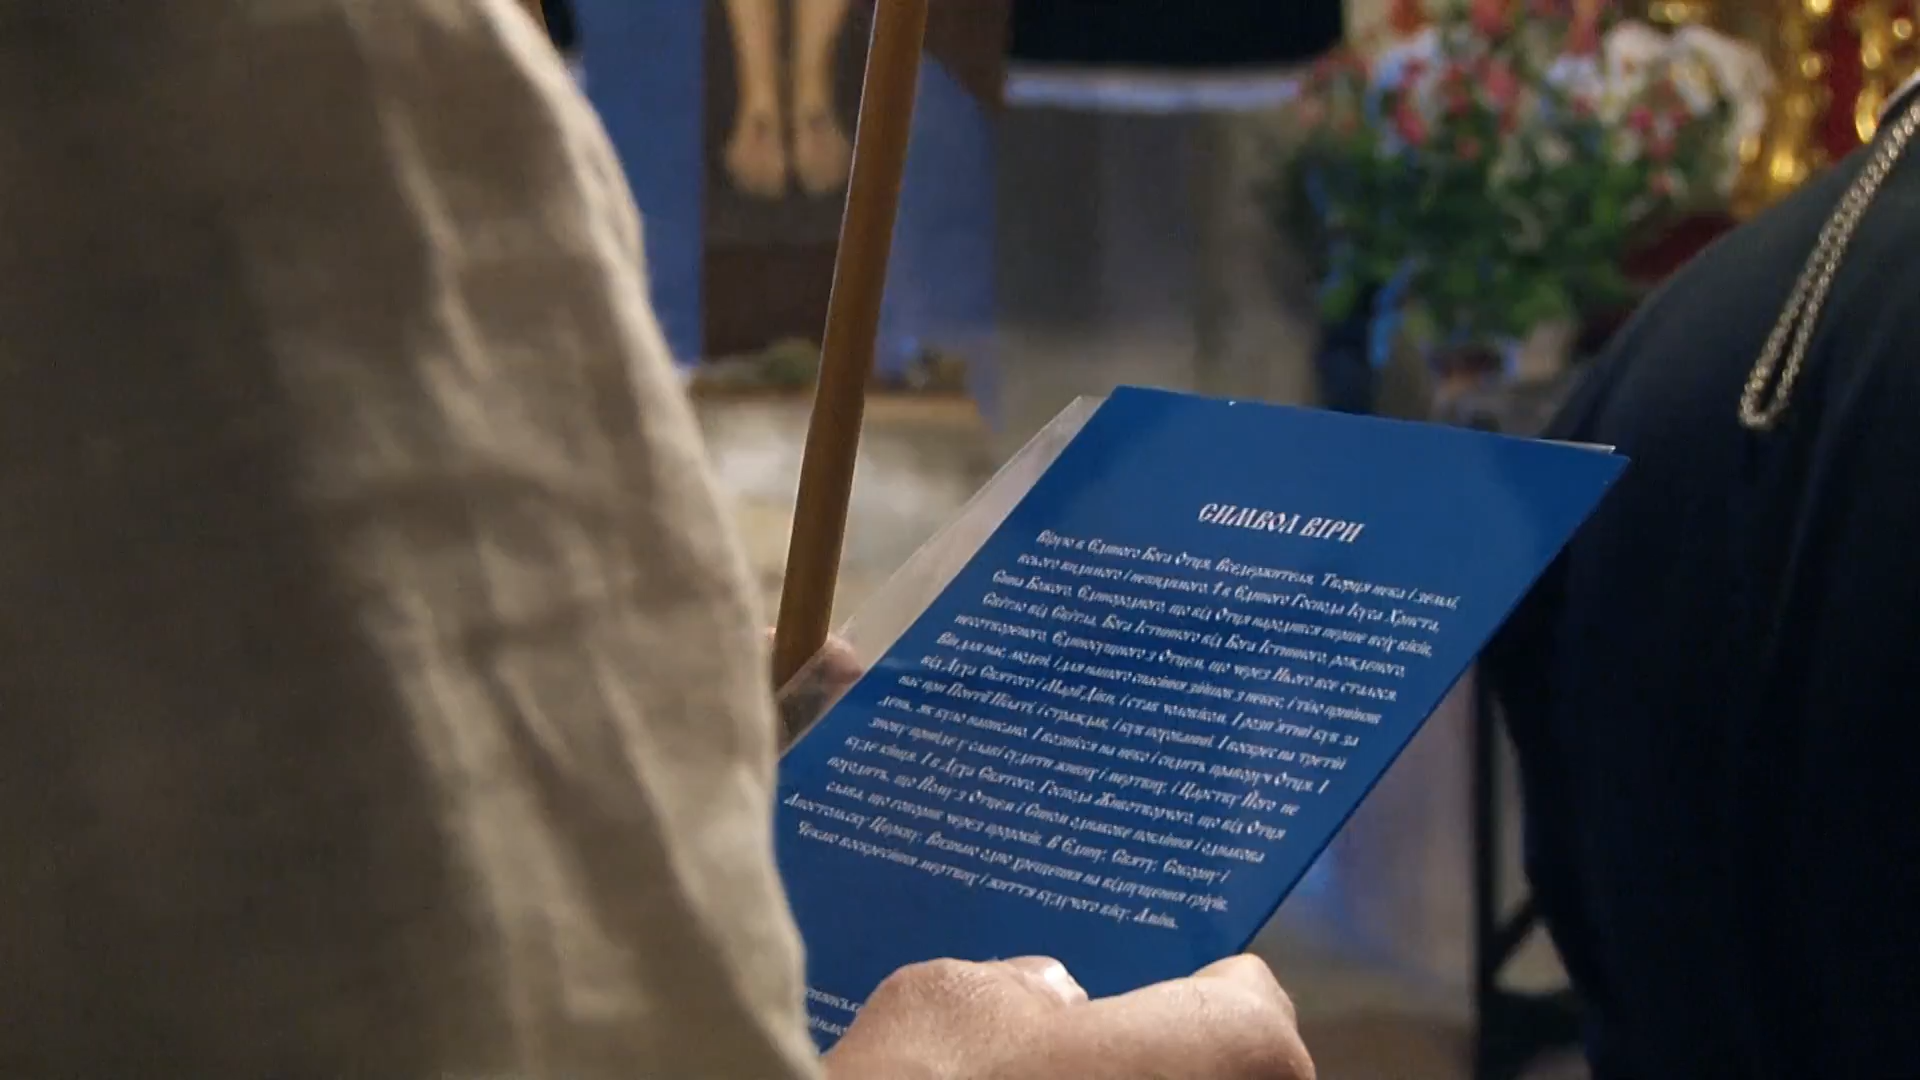 СИМВОЛ ВІРИ
Вірую в Єдиного Бога Отця, Вседержителя, Творця неба і землі,
всього видимого і невидимого. І в Єдиного Господа Ісуса Христа,
Сина Божого, Єдинородного, що від Отця народився перше всіх віків,
Світло від Світла, Бога Істинного від Бога Істинного, рожденого,
несотвореного, Єдиносущного з Отцем, що через Нього все сталося.
Він для нас, людей, і для нашого спасіння зійшов з небес, і тіло прийняв
від Духа Святого і Марії Діви, і став чоловіком. І розп'ятий був за
нас при Понтії Пілаті, і страждав, і був похований. І воскрес на третій
день, як було написано. І вознісся на небо і сидить праворуч Отця. І
знову прийде у славі судити живих і мертвих, і Царству Його не
буде кінця. І в Духа Святого, Господа Животворчого, що від Отця
походить, що Йому з Отцем і Сином однакове поклоніння і однакова
слава, що говорив через пророків. В Єдину, Святу, Соборну і
Апостольську Церкву. Визнаю одно хрещення на відпущення гріхів.
Чекаю воскресіння мертвих і життя будучого віку. Амінь.